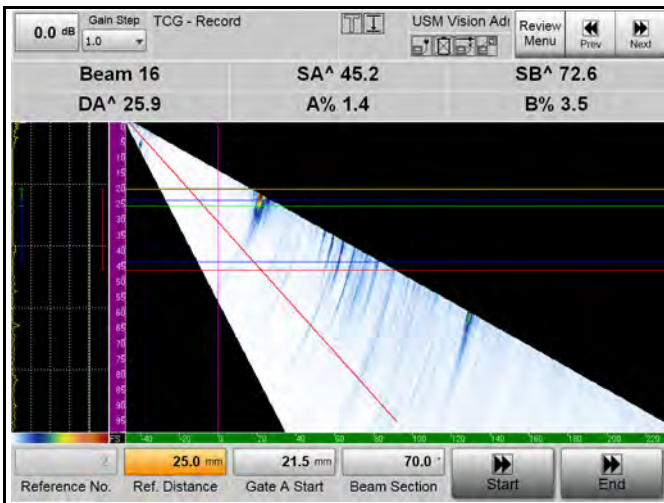 0.0 dB
Gain Step
1.0
TCG - Record
USM Vision Adı
Review Menu
Prev
Next
Beam 16
SA^ 45.2
SB^ 72.6
DA^ 25.9
A% 1.4
B% 3.5
0
5
10
15
20
25
30
35
40
45
50
55
60
65
70
75
80
85
90
95
FS
-40 -20 0 20 40 60 80 100 120 140 160 180 200 220
2
Reference No.
25.0 mm
Ref. Distance
21.5 mm
Gate A Start
70.0 °
Beam Section
Start
End